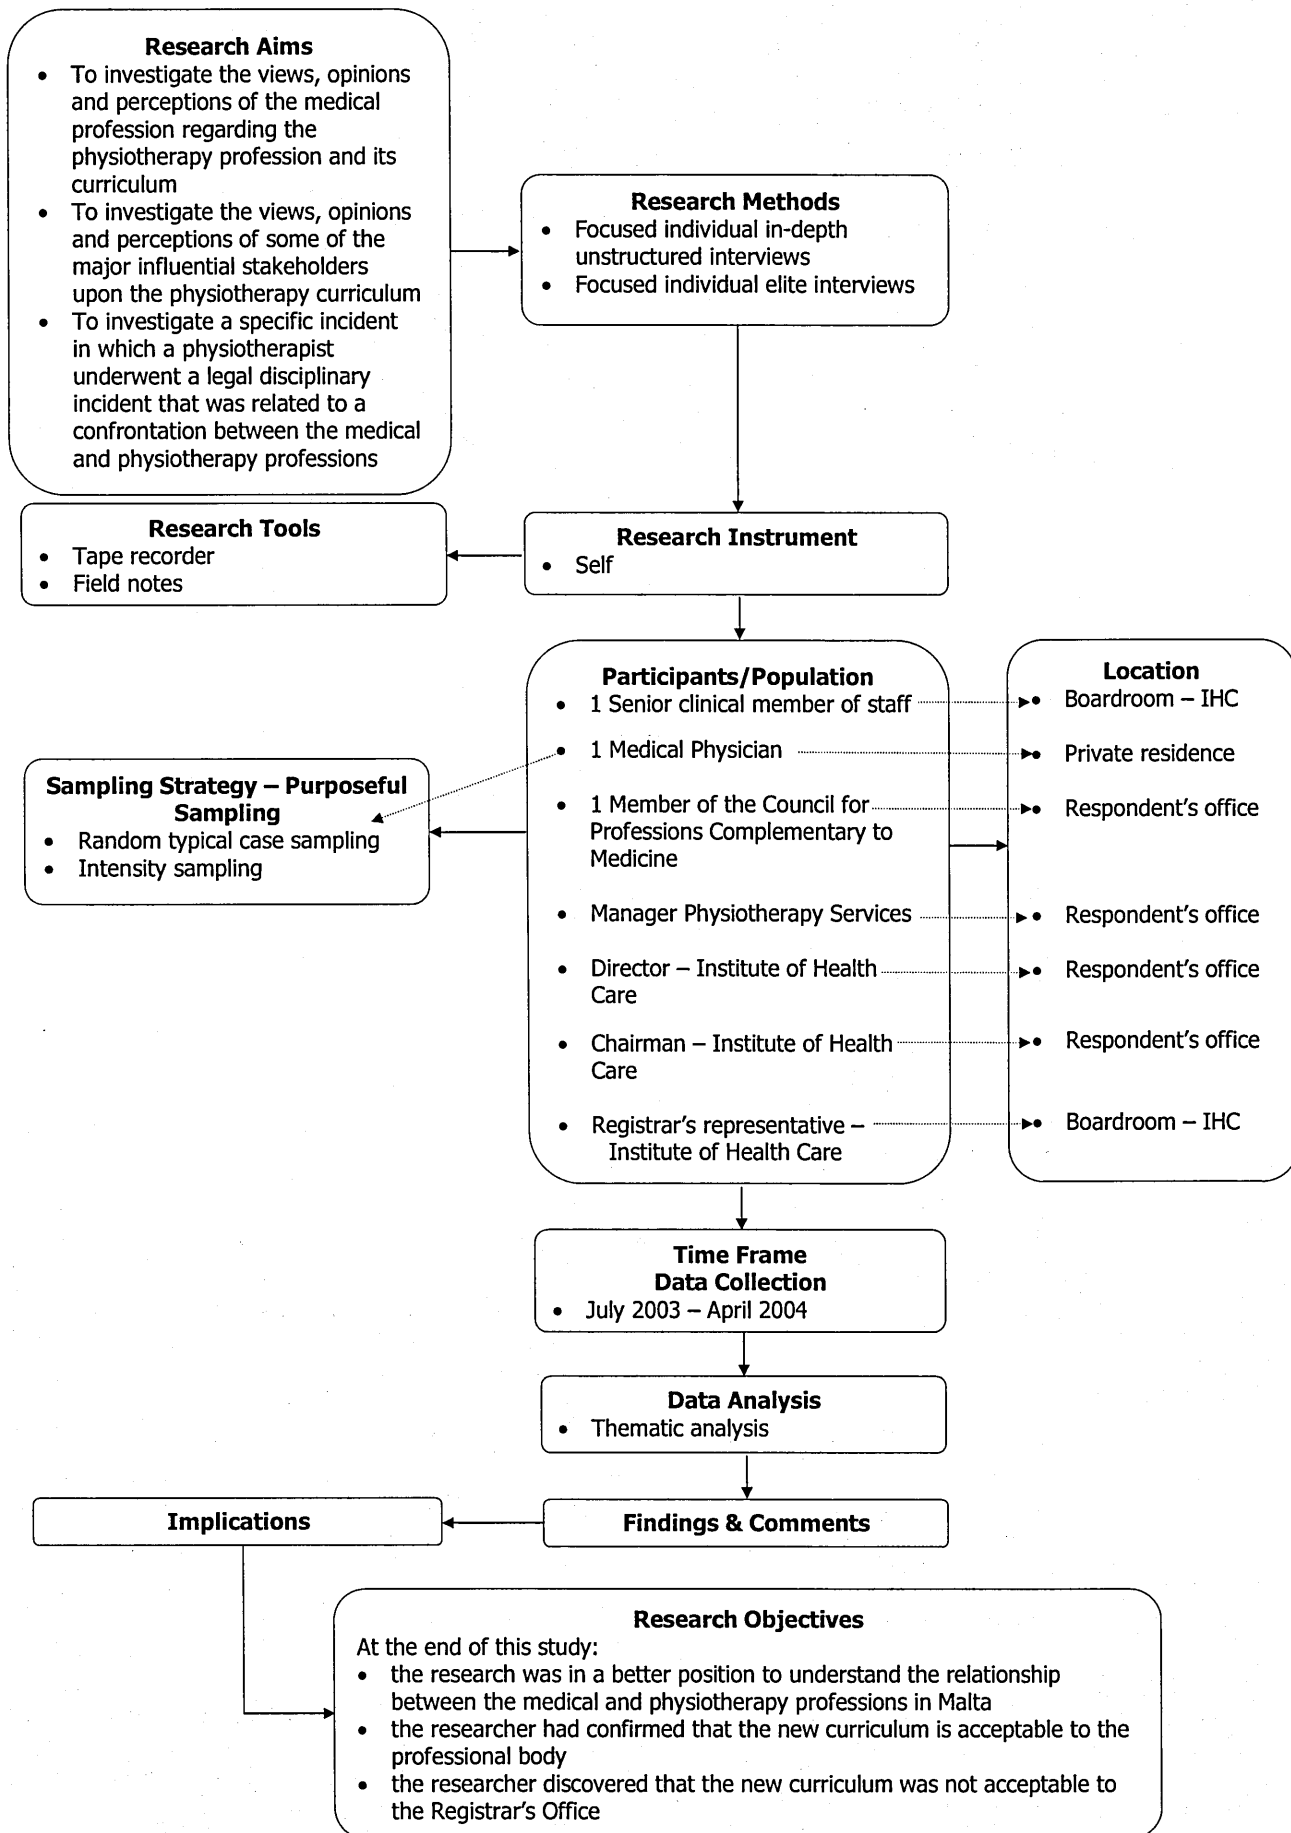 Research Aims
• To investigate the views, opinions
and perceptions of the medical
profession regarding the
physiotherapy profession and its
curriculum
• To investigate the views, opinions
and perceptions of some of the
major influential stakeholders
upon the physiotherapy curriculum
• To investigate a specific incident
in which a physiotherapist
underwent a legal disciplinary
incident that was related to a
confrontation between the medical
and physiotherapy professions
Research Methods
• Focused individual in-depth
unstructured interviews
• Focused individual elite interviews
Research Instrument
• Self
Research Tools
• Tape recorder
• Field notes
Participants/Population
• 1 Senior clinical member of staff
• 1 Medical Physician
• 1 Member of the Council for
Professions Complementary to
Medicine
• Manager Physiotherapy Services
• Director – Institute of Health
Care
• Chairman – Institute of Health
Care
• Registrar's representative –
Institute of Health Care
Location
• Boardroom – IHC
• Private residence
• Respondent's office
• Respondent's office
• Respondent's office
• Respondent's office
• Boardroom – IHC
Sampling Strategy – Purposeful
Sampling
• Random typical case sampling
• Intensity sampling
Time Frame
Data Collection
• July 2003 – April 2004
Data Analysis
• Thematic analysis
Findings & Comments
Implications
Research Objectives
At the end of this study:
• the research was in a better position to understand the relationship
between the medical and physiotherapy professions in Malta
• the researcher had confirmed that the new curriculum is acceptable to the
professional body
• the researcher discovered that the new curriculum was not acceptable to
the Registrar's Office